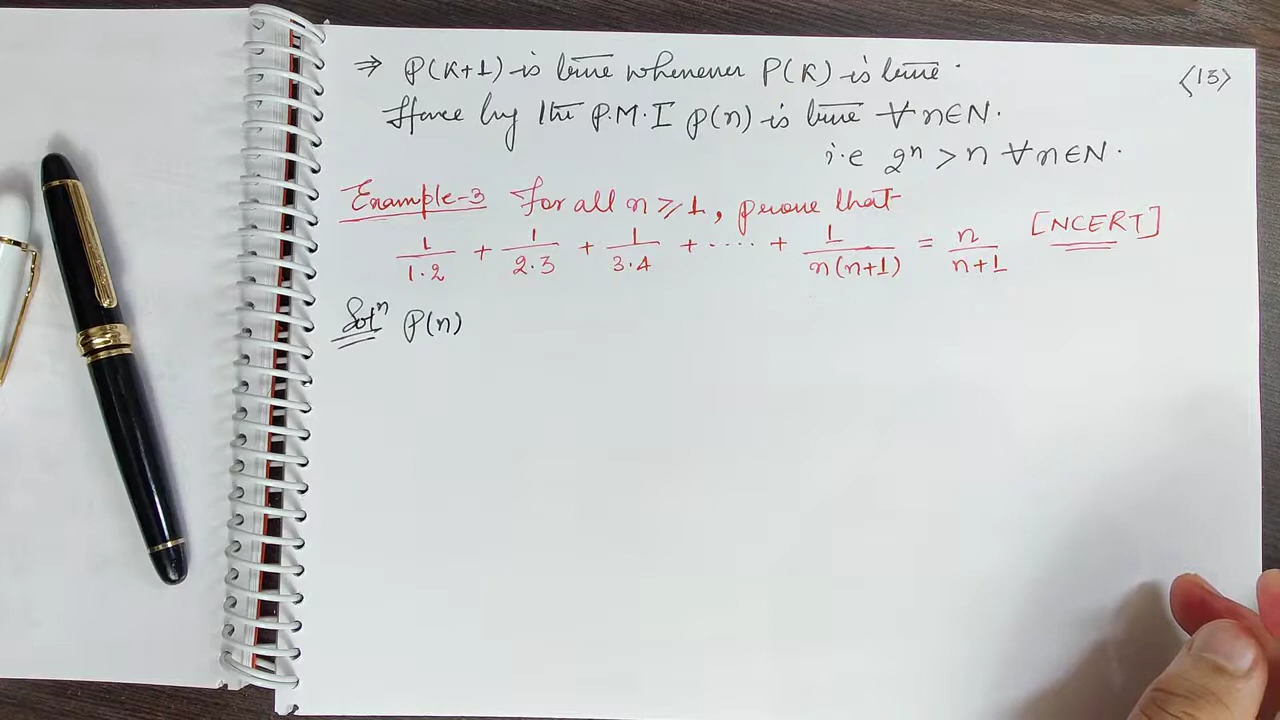 ⇒ P(K+1) is true whenever P(K) is true.
<13>
Hence by the P.M.I P(n) is true ∀ n∈N.
i.e 2ⁿ > n ∀ n∈N.
Example-3 For all n ≥ 1, prove that
1/1.2 + 1/2.3 + 1/3.4 + ..... + 1/n(n+1) = n/n+1 [NCERT]
Solⁿ P(n)